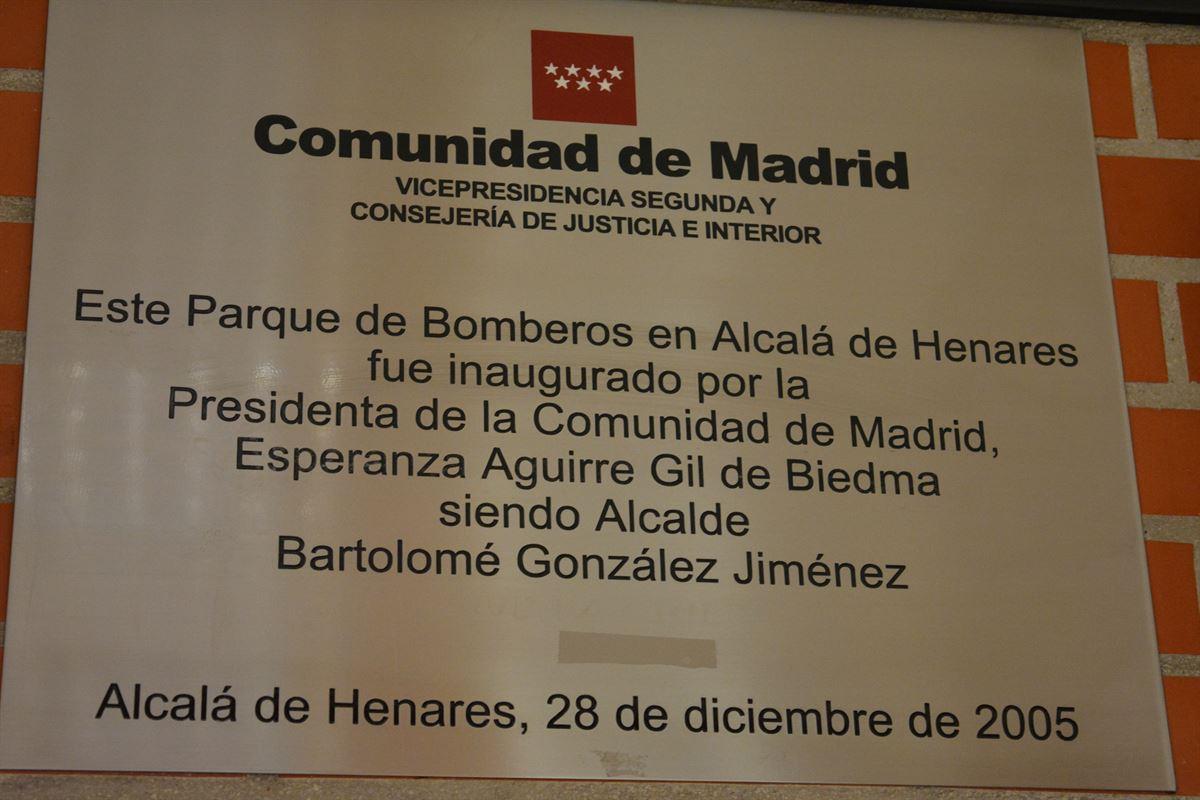 Comunidad de Madrid
VICEPRESIDENCIA SEGUNDA Y
CONSEJERÍA DE JUSTICIA E INTERIOR
Este Parque de Bomberos en Alcalá de Henares
fue inaugurado por la
Presidenta de la Comunidad de Madrid,
Esperanza Aguirre Gil de Biedma
siendo Alcalde
Bartolomé González Jiménez
Alcalá de Henares, 28 de diciembre de 2005